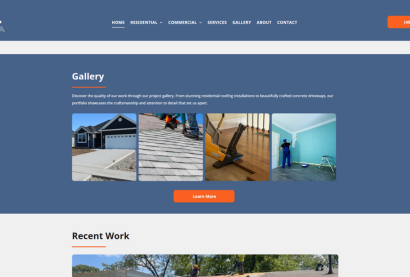 HOME RESIDENTIAL COMMERCIAL SERVICES GALLERY ABOUT CONTACT
Gallery
Discover the quality of our work through our project gallery. From stunning residential roofing installations to beautifully crafted concrete driveways, our
portfolio showcases the craftsmanship and attention to detail that set us apart.
Learn More
Recent Work